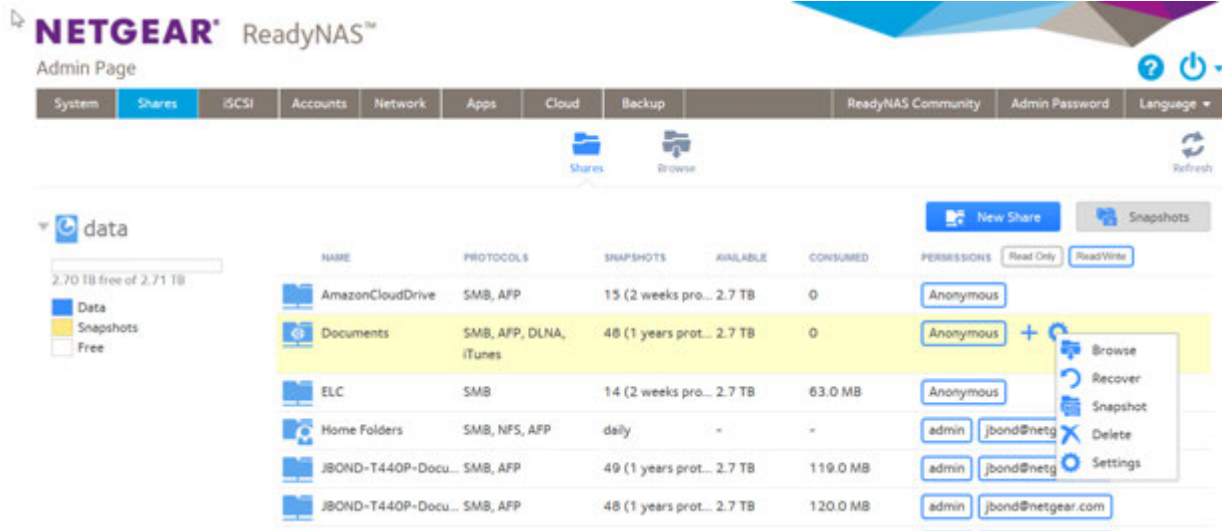 NETGEAR® ReadyNAS™
Admin Page
System Shares iSCSI Accounts Network Apps Cloud Backup ReadyNAS Community Admin Password Language
Shares Browse Refresh
data New Share Snapshots
NAME PROTOCOLS SNAPSHOTS AVAILABLE CONSUMED PERMISSIONS Read Only Read/Write
2.70 TB free of 2.71 TB
Data
Snapshots
Free
AmazonCloudDrive SMB, AFP 15 (2 weeks pro... 2.7 TB 0 Anonymous
Documents SMB, AFP, DLNA, 48 (1 years prot... 2.7 TB 0 Anonymous
iTunes
Browse
Recover
Snapshot
Delete
Settings
ELC SMB 14 (2 weeks pro... 2.7 TB 63.0 MB Anonymous
Home Folders SMB, NFS, AFP daily - - admin jbond@netg
JBOND-T440P-Docu... SMB, AFP 49 (1 years prot... 2.7 TB 119.0 MB admin jbond@netg
JBOND-T440P-Docu... SMB, AFP 48 (1 years prot... 2.7 TB 120.0 MB admin jbond@netgear.com